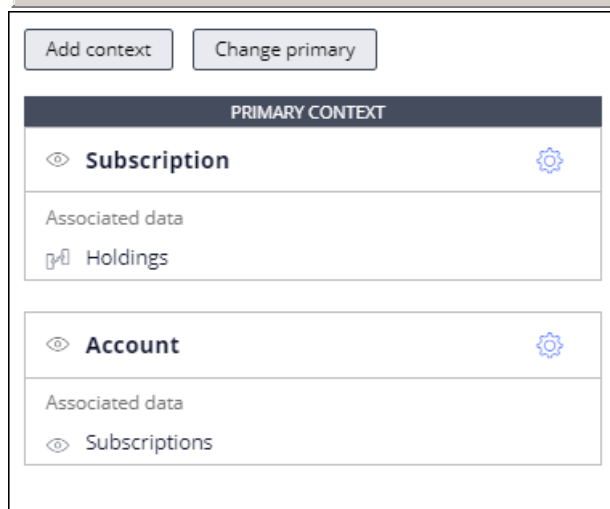 Add context
Change primary
PRIMARY CONTEXT
Subscription
Associated data
Holdings
Account
Associated data
Subscriptions